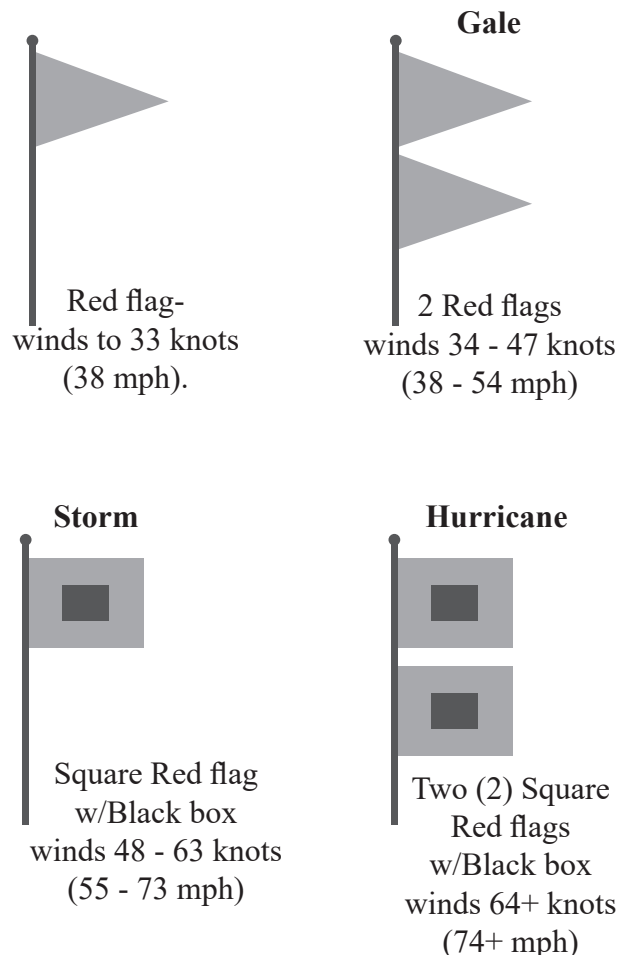 Gale
Red flag-
winds to 33 knots
(38 mph).
2 Red flags
winds 34 - 47 knots
(38 - 54 mph)
Storm
Square Red flag
w/Black box
winds 48 - 63 knots
(55 - 73 mph)
Hurricane
Two (2) Square
Red flags
w/Black box
winds 64+ knots
(74+ mph)